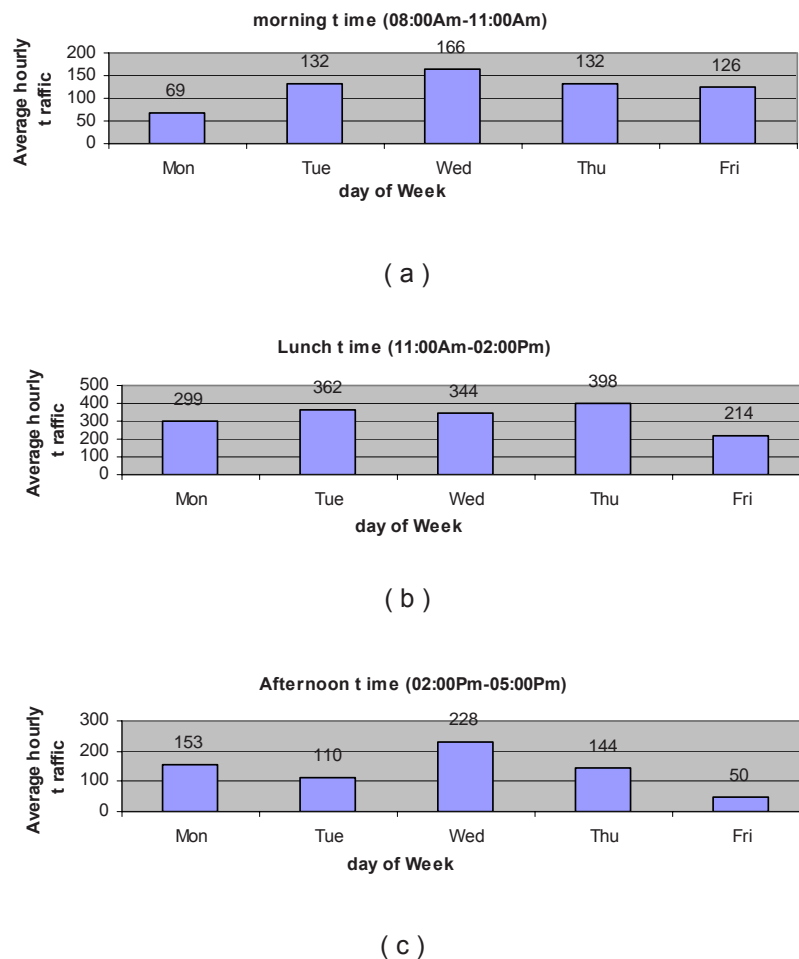 morning t ime (08:00Am-11:00Am)
Average hourly
t raffic
200
150
100
50
0
69
132
166
132
126
Mon Tue Wed Thu Fri
day of Week
( a )
Lunch t ime (11:00Am-02:00Pm)
Average hourly
t raffic
500
400
300
200
100
0
299
362
344
398
214
Mon Tue Wed Thu Fri
day of Week
( b )
Afternoon t ime (02:00Pm-05:00Pm)
Average hourly
t raffic
300
200
100
0
153
110
228
144
50
Mon Tue Wed Thu Fri
day of Week
( c )